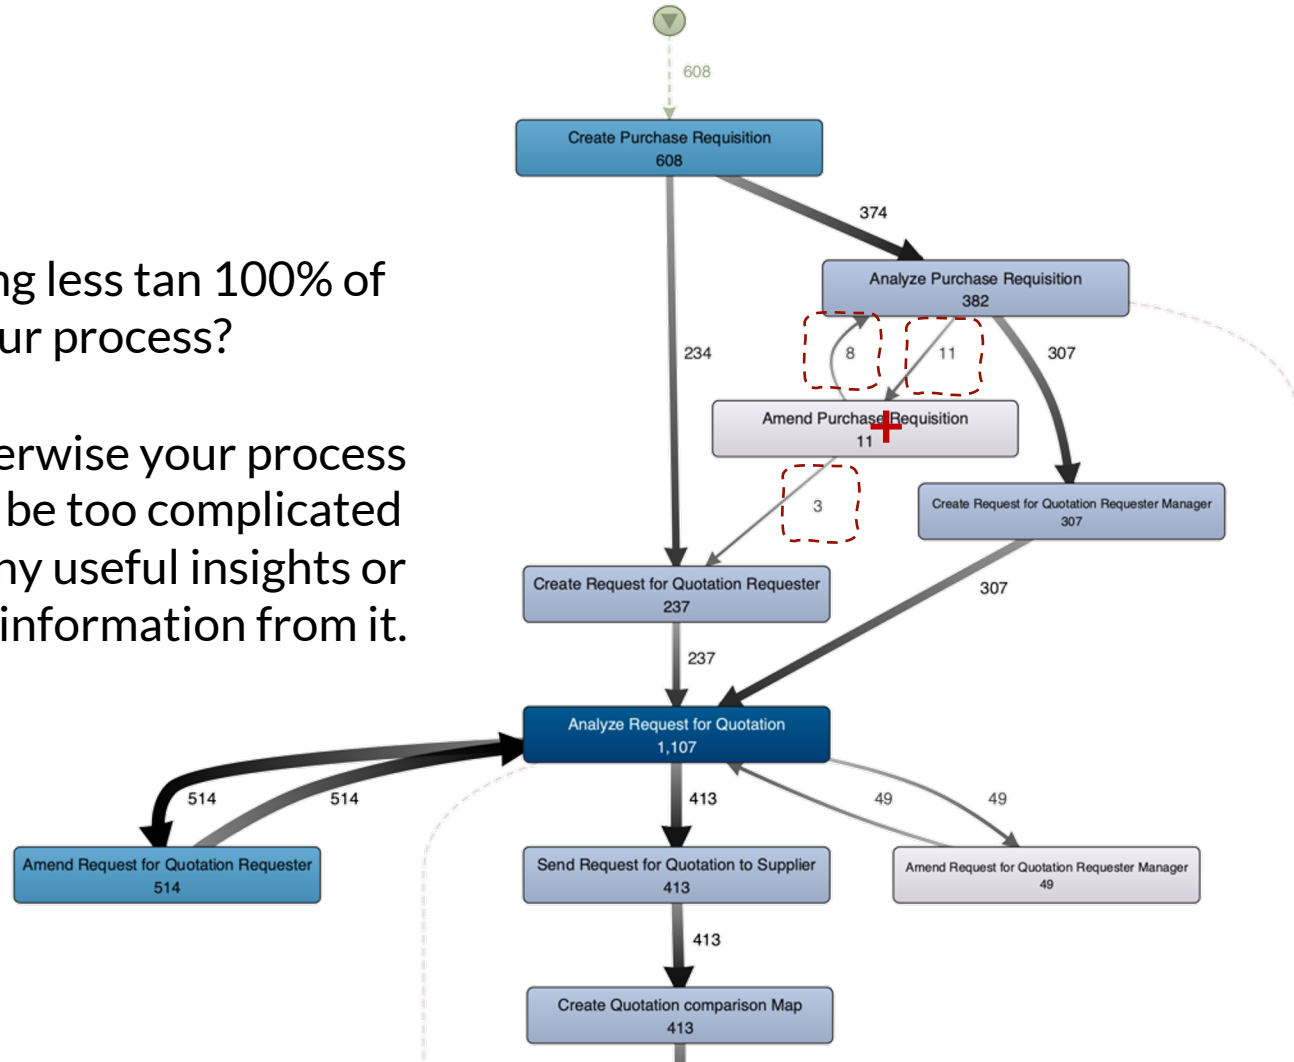 608
Create Purchase Requisition
608
374
Analyze Purchase Requisition
382
ng less tan 100% of
ur process?
234
8
11
307
Amend Purchase Requisition
11
erwise your process
be too complicated
ny useful insights or
information from it.
3
Create Request for Quotation Requester Manager
307
Create Request for Quotation Requester
237
307
237
Analyze Request for Quotation
1,107
514
514
413
49
49
Amend Request for Quotation Requester
514
Send Request for Quotation to Supplier
413
Amend Request for Quotation Requester Manager
49
413
Create Quotation comparison Map
413